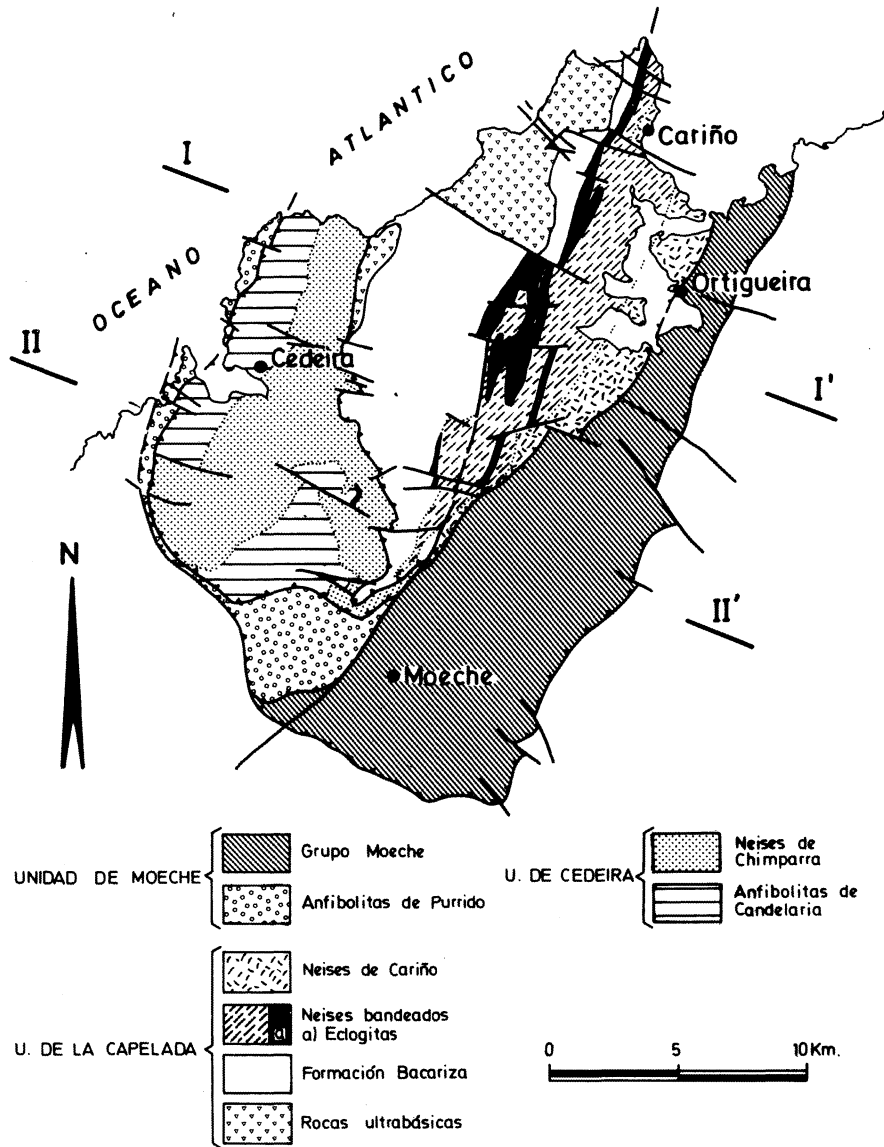 OCEANO ATLANTICO
I
I'
II
II'
Cariño
Ortigueira
Cedeira
Moeche
N
UNIDAD DE MOECHE
Grupo Moeche
Anfibolitas de Purrido
U. DE LA CAPELADA
Neises de Cariño
Neises bandeados
a) Eclogitas
a
Formación Bacariza
Rocas ultrabásicas
U. DE CEDEIRA
Neises de
Chimparra
Anfibolitas de
Candelaria
0 5 10 Km.